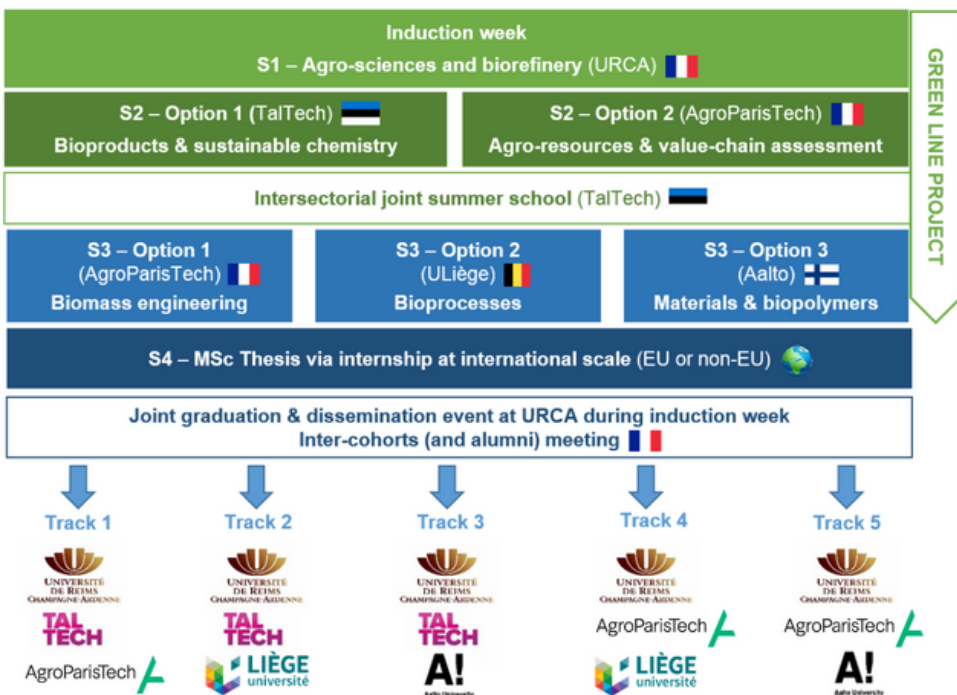 Induction week
S1 – Agro-sciences and biorefinery (URCA)
GREEN LINE PROJECT
S2 – Option 1 (TalTech)
Bioproducts & sustainable chemistry
S2 – Option 2 (AgroParisTech)
Agro-resources & value-chain assessment
Intersectorial joint summer school (TalTech)
S3 – Option 1
(AgroParisTech)
Biomass engineering
S3 – Option 2
(ULiège)
Bioprocesses
S3 – Option 3
(Aalto)
Materials & biopolymers
S4 – MSc Thesis via internship at international scale (EU or non-EU)
Joint graduation & dissemination event at URCA during induction week
Inter-cohorts (and alumni) meeting
Track 1
UNIVERSITÉ
DE REIMS
CHAMPAGNE-ARDENNE
TAL
TECH
AgroParisTech
Track 2
UNIVERSITÉ
DE REIMS
CHAMPAGNE-ARDENNE
TAL
TECH
LIÈGE
université
Track 3
UNIVERSITÉ
DE REIMS
CHAMPAGNE-ARDENNE
TAL
TECH
A!
Aalto University
Track 4
UNIVERSITÉ
DE REIMS
CHAMPAGNE-ARDENNE
AgroParisTech
LIÈGE
université
Track 5
UNIVERSITÉ
DE REIMS
CHAMPAGNE-ARDENNE
AgroParisTech
A!
Aalto University